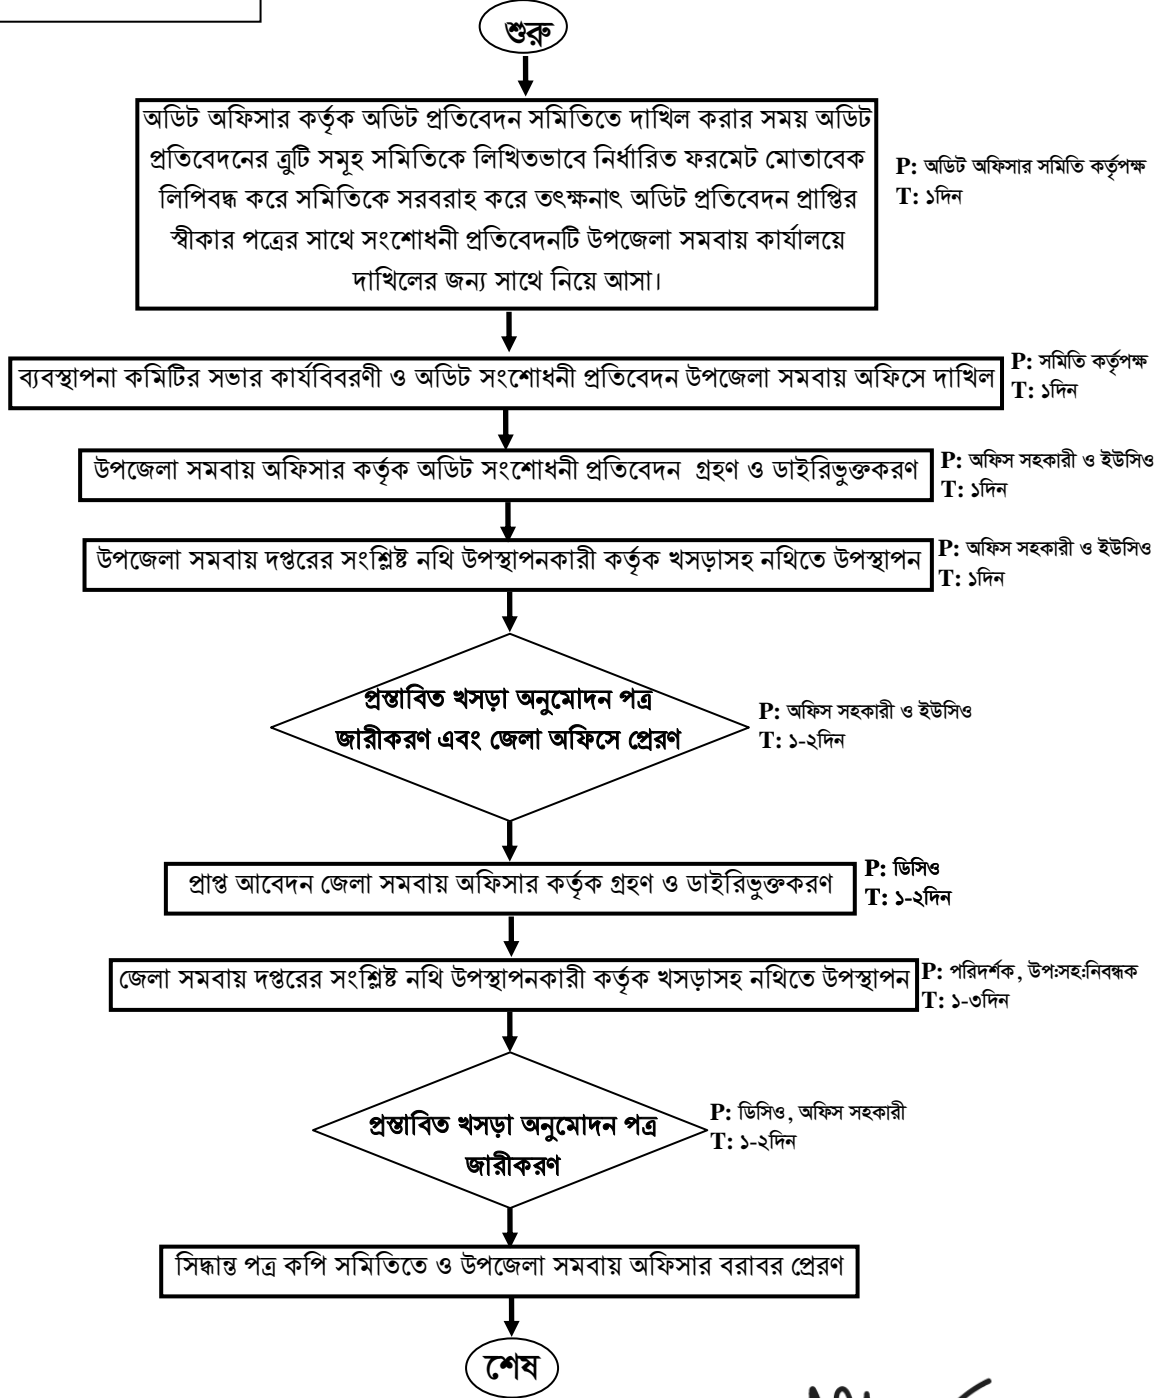 শুরু
অডিট অফিসার কর্তৃক অডিট প্রতিবেদন সমিতিতে দাখিল করার সময় অডিট
প্রতিবেদনের ত্রুটি সমূহ সমিতিকে লিখিতভাবে নির্ধারিত ফরমেট মোতাবেক
লিপিবদ্ধ করে সমিতিকে সরবরাহ করে তৎক্ষনাৎ অডিট প্রতিবেদন প্রাপ্তির
স্বীকার পত্রের সাথে সংশোধনী প্রতিবেদনটি উপজেলা সমবায় কার্যালয়ে
দাখিলের জন্য সাথে নিয়ে আসা।
P: অডিট অফিসার সমিতি কর্তৃপক্ষ
T: ১দিন
ব্যবস্থাপনা কমিটির সভার কার্যবিবরণী ও অডিট সংশোধনী প্রতিবেদন উপজেলা সমবায় অফিসে দাখিল
P: সমিতি কর্তৃপক্ষ
T: ১দিন
উপজেলা সমবায় অফিসার কর্তৃক অডিট সংশোধনী প্রতিবেদন গ্রহণ ও ডাইরিভুক্তকরণ
P: অফিস সহকারী ও ইউসিও
T: ১দিন
উপজেলা সমবায় দপ্তরের সংশ্লিষ্ট নথি উপস্থাপনকারী কর্তৃক খসড়াসহ নথিতে উপস্থাপন
P: অফিস সহকারী ও ইউসিও
T: ১দিন
প্রস্তাবিত খসড়া অনুমোদন পত্র
জারীকরণ এবং জেলা অফিসে প্রেরণ
P: অফিস সহকারী ও ইউসিও
T: ১-২দিন
প্রাপ্ত আবেদন জেলা সমবায় অফিসার কর্তৃক গ্রহণ ও ডাইরিভুক্তকরণ
P: ডিসিও
T: ১-২দিন
জেলা সমবায় দপ্তরের সংশ্লিষ্ট নথি উপস্থাপনকারী কর্তৃক খসড়াসহ নথিতে উপস্থাপন
P: পরিদর্শক, উপ:সহ:নিবন্ধক
T: ১-৩দিন
প্রস্তাবিত খসড়া অনুমোদন পত্র
জারীকরণ
P: ডিসিও, অফিস সহকারী
T: ১-২দিন
সিদ্ধান্ত পত্র কপি সমিতিতে ও উপজেলা সমবায় অফিসার বরাবর প্রেরণ
শেষ